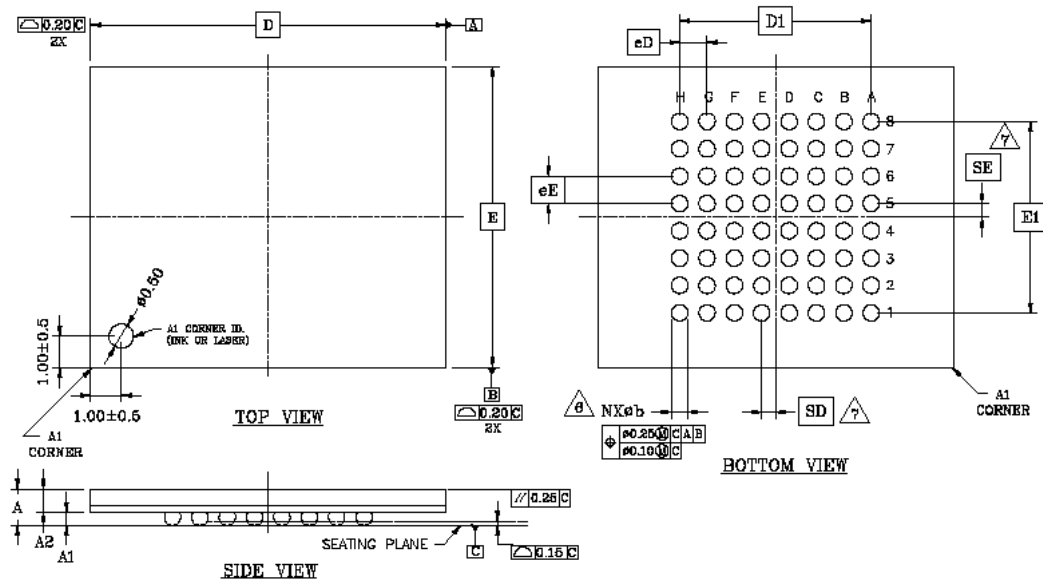 ⌓ 0.20 C
2X
D
A
E
ø0.50
A1 CORNER ID.
(INK OR LASER)
1.00±0.5
1.00±0.5
A1
CORNER
TOP VIEW
B
⌓ 0.20 C
2X
D1
eD
H G F E D C B A
8
7
6
5
4
3
2
1
7
SE
eE
E1
6
NXøb
SD
7
⌖ ø0.25Ⓜ C A B
ø0.10Ⓜ C
A1
CORNER
BOTTOM VIEW
A
A2
A1
// 0.25 C
SEATING PLANE
C
⌓ 0.15 C
SIDE VIEW